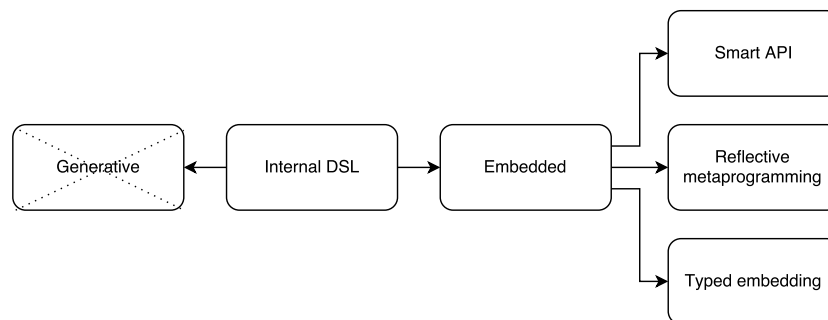 Smart API
Generative
Internal DSL
Embedded
Reflective
metaprogramming
Typed embedding